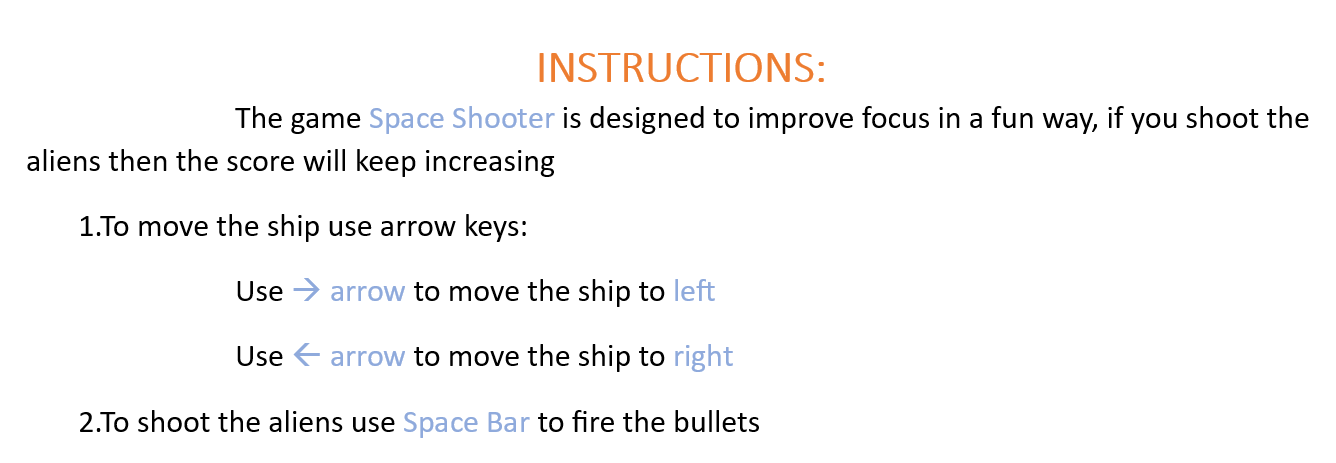 INSTRUCTIONS:
The game Space Shooter is designed to improve focus in a fun way, if you shoot the
aliens then the score will keep increasing
1.To move the ship use arrow keys:
Use → arrow to move the ship to left
Use ← arrow to move the ship to right
2.To shoot the aliens use Space Bar to fire the bullets